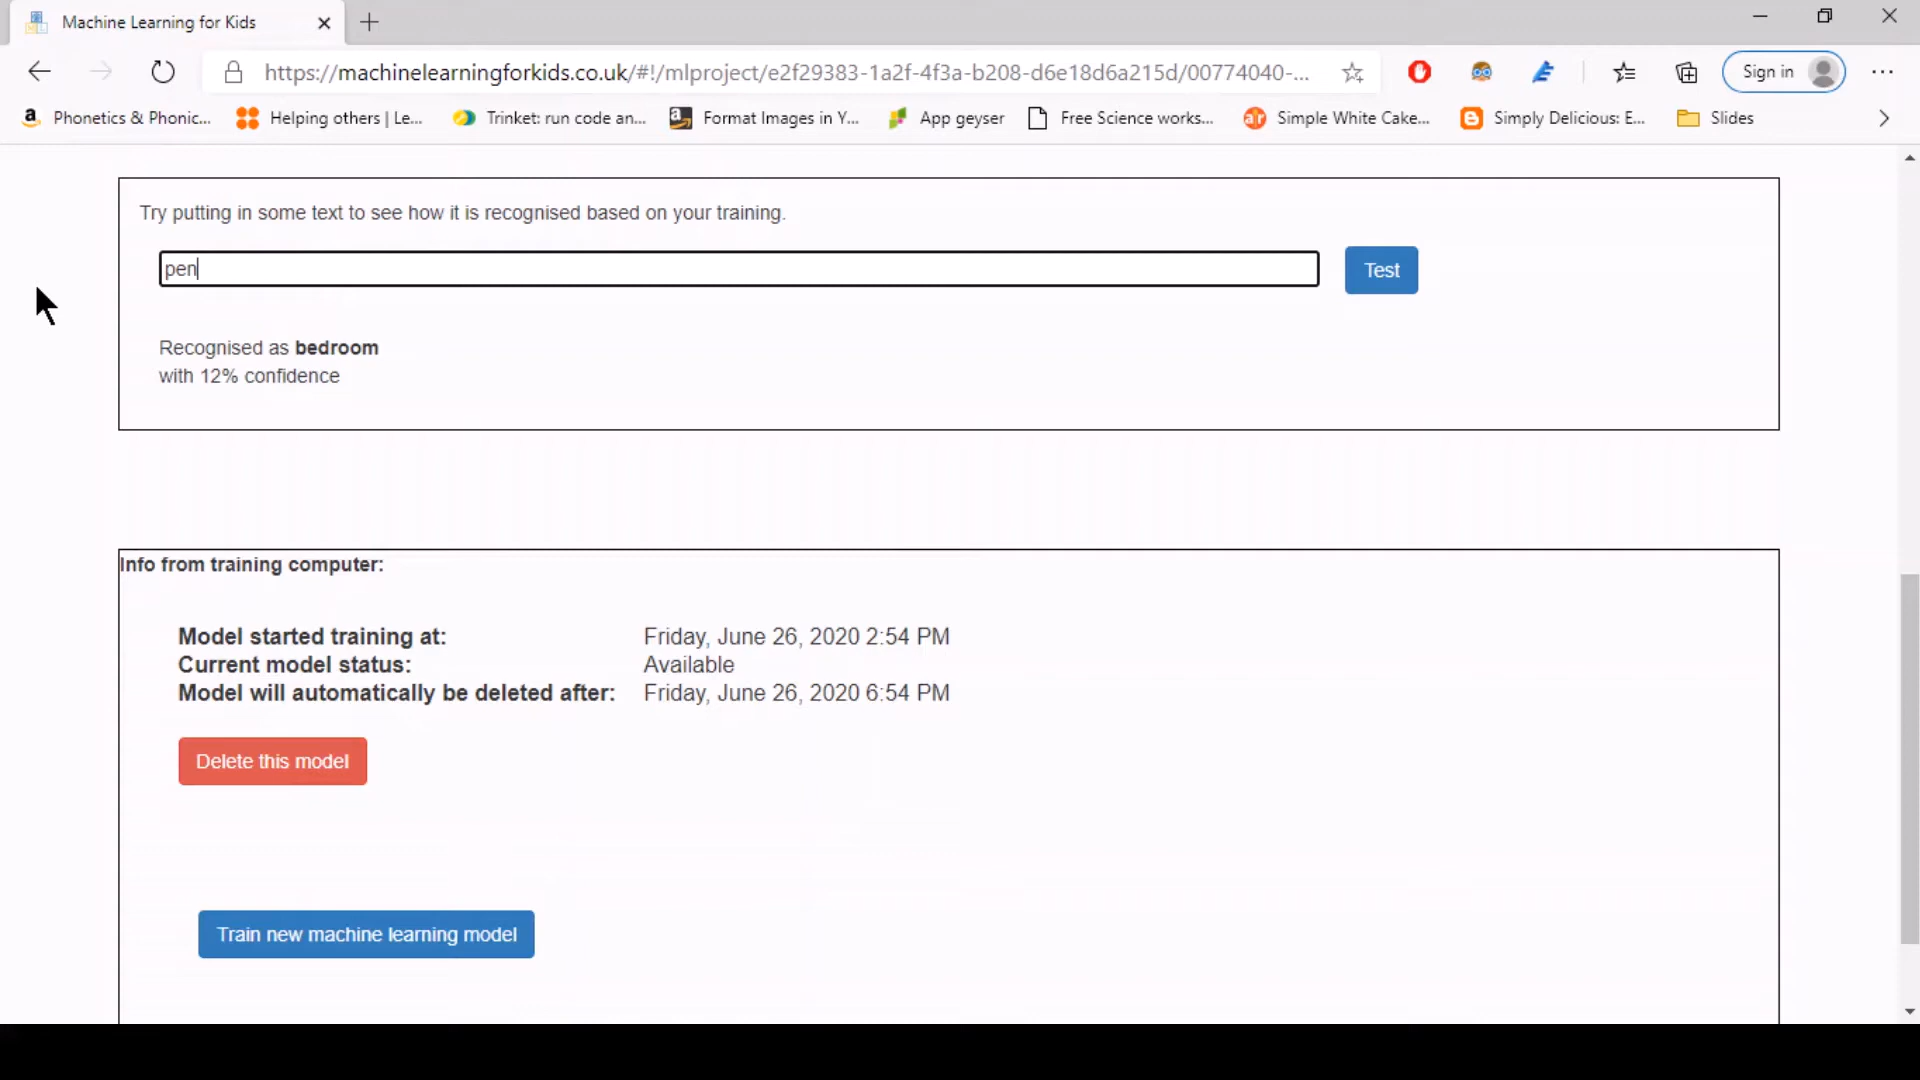 Machine Learning for Kids
https://machinelearningforkids.co.uk/#!/mlproject/e2f29383-1a2f-4f3a-b208-d6e18d6a215d/00774040-...
Sign in
Phonetics & Phonic... Helping others | Le... Trinket: run code an... Format Images in Y... App geyser Free Science works... Simple White Cake... Simply Delicious: E... Slides
Try putting in some text to see how it is recognised based on your training.
pen
Test
Recognised as bedroom
with 12% confidence
Info from training computer:
Model started training at: Friday, June 26, 2020 2:54 PM
Current model status: Available
Model will automatically be deleted after: Friday, June 26, 2020 6:54 PM
Delete this model
Train new machine learning model